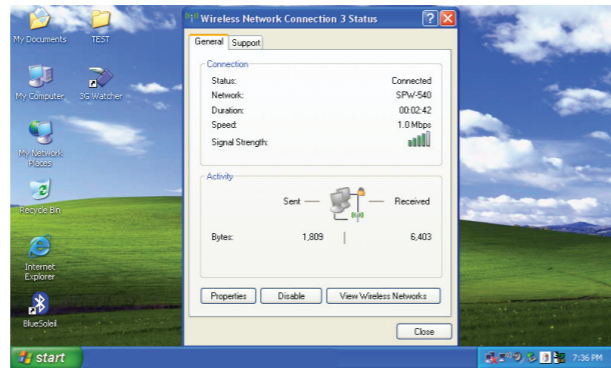 My Documents
TEST
My Computer
3G Watcher
My Network
Places
Recycle Bin
Internet
Explorer
BlueSoleil
Wireless Network Connection 3 Status
General
Support
Connection
Status:
Connected
Network:
SPW-540
Duration:
00:02:42
Speed:
1.0 Mbps
Signal Strength:
Activity
Sent
Received
Bytes:
1,809
6,403
Properties
Disable
View Wireless Networks
Close
start
7:36 PM